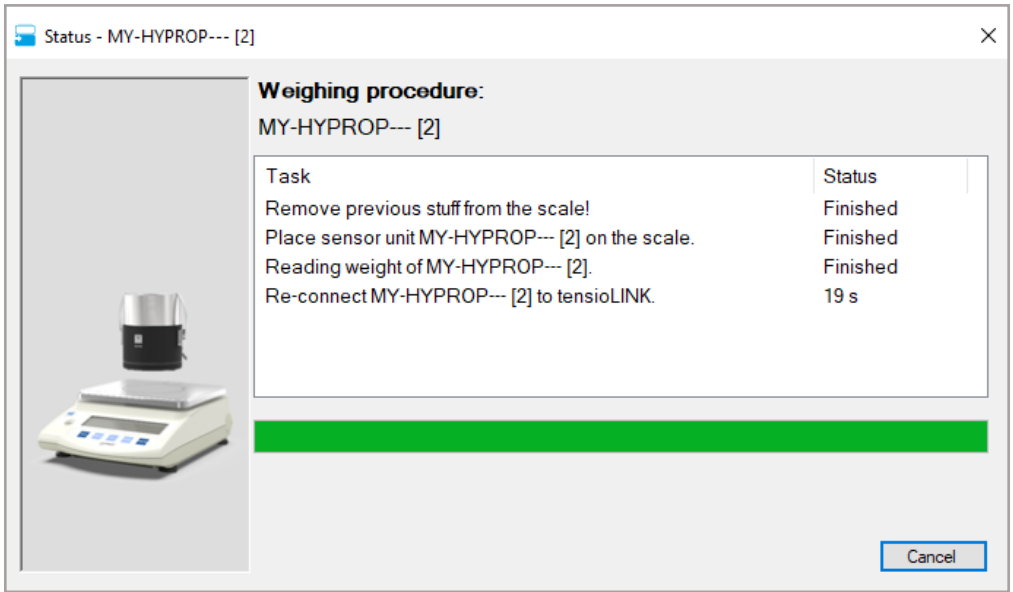 Status - MY-HYPROP--- [2]
Weighing procedure:
MY-HYPROP--- [2]
Task Status
Remove previous stuff from the scale! Finished
Place sensor unit MY-HYPROP--- [2] on the scale. Finished
Reading weight of MY-HYPROP--- [2]. Finished
Re-connect MY-HYPROP--- [2] to tensioLINK. 19 s
Cancel